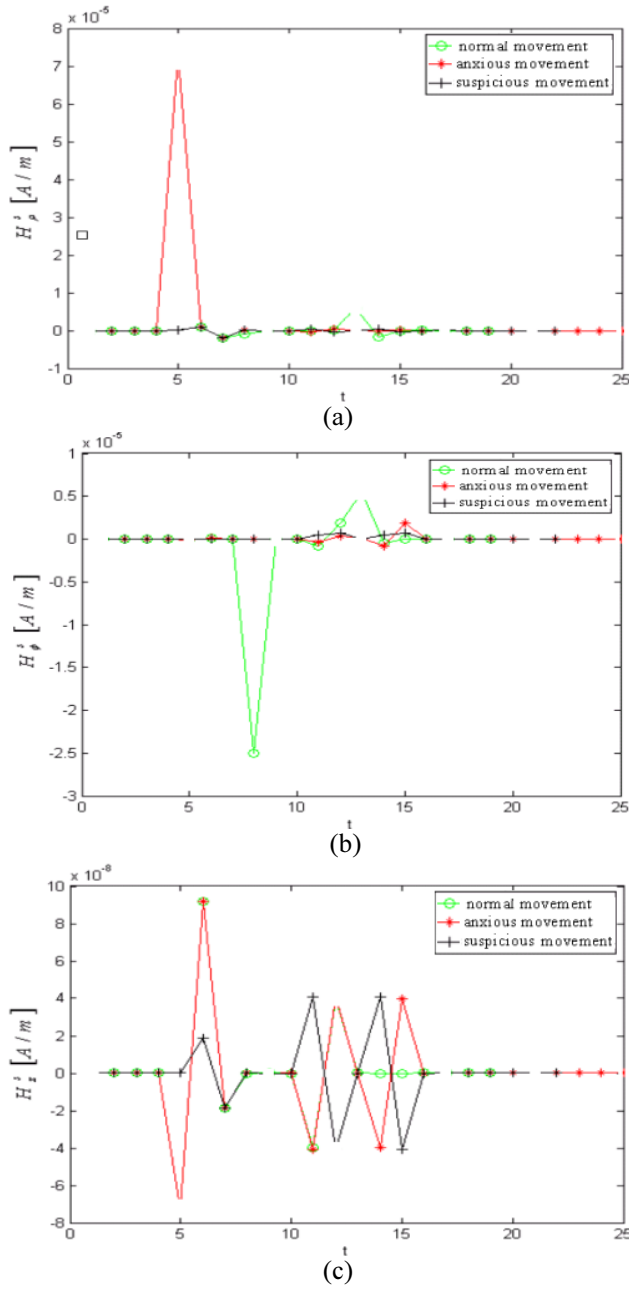 × 10⁻⁵
8
7
6
5
4
3
2
1
0
-1
H ˢ ρ [A/m]
normal movement
anxious movement
suspicious movement
0 5 10 15 20 25
t
(a)
× 10⁻⁵
1
0.5
0
-0.5
-1
-1.5
-2
-2.5
-3
H ˢ ϕ [A/m]
normal movement
anxious movement
suspicious movement
0 5 10 15 20 25
t
(b)
× 10⁻⁸
10
8
6
4
2
0
-2
-4
-6
-8
H ˢ z [A/m]
normal movement
anxious movement
suspicious movement
0 5 10 15 20 25
t
(c)